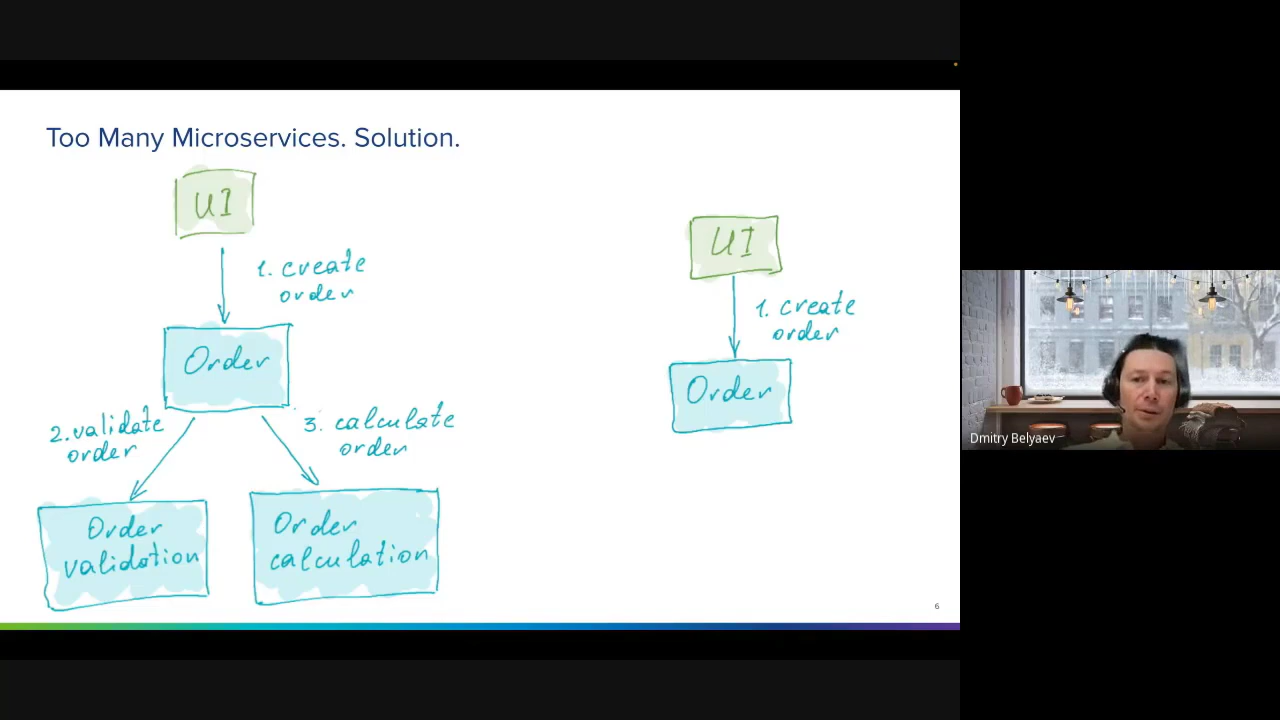 Too Many Microservices. Solution.
UI
1. create
order
Order
2. validate
order
3. calculate
order
Order
validation
Order
calculation
UI
1. create
order
Order
6
Dmitry Belyaev